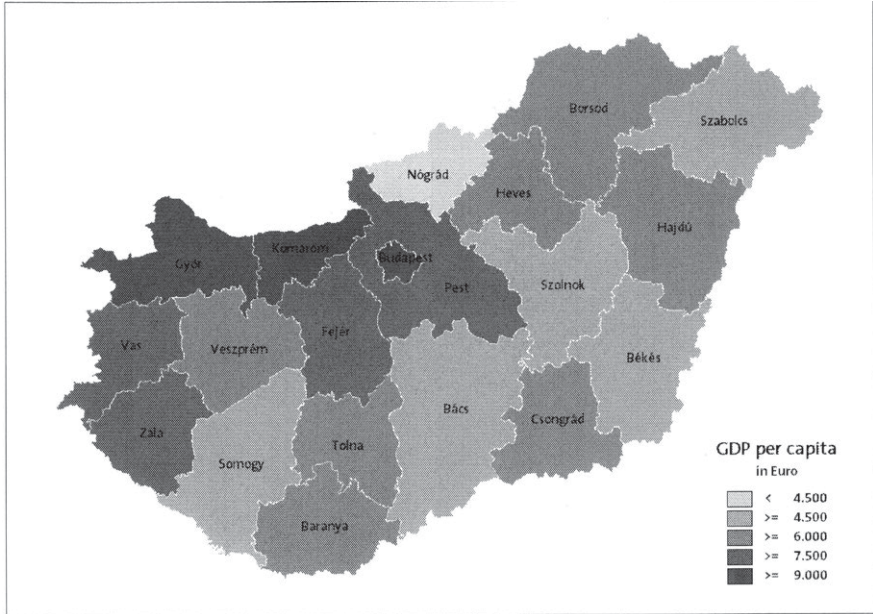 Borsod
Szabolcs
Nógrád
Heves
Hajdú
Komárom
Győr
Budapest
Pest
Szolnok
Fejér
Vas
Veszprém
Békés
Bács
Csongrád
Zala
Tolna
Somogy
Baranya
GDP per capita
in Euro
< 4.500
>= 4.500
>= 6.000
>= 7.500
>= 9.000